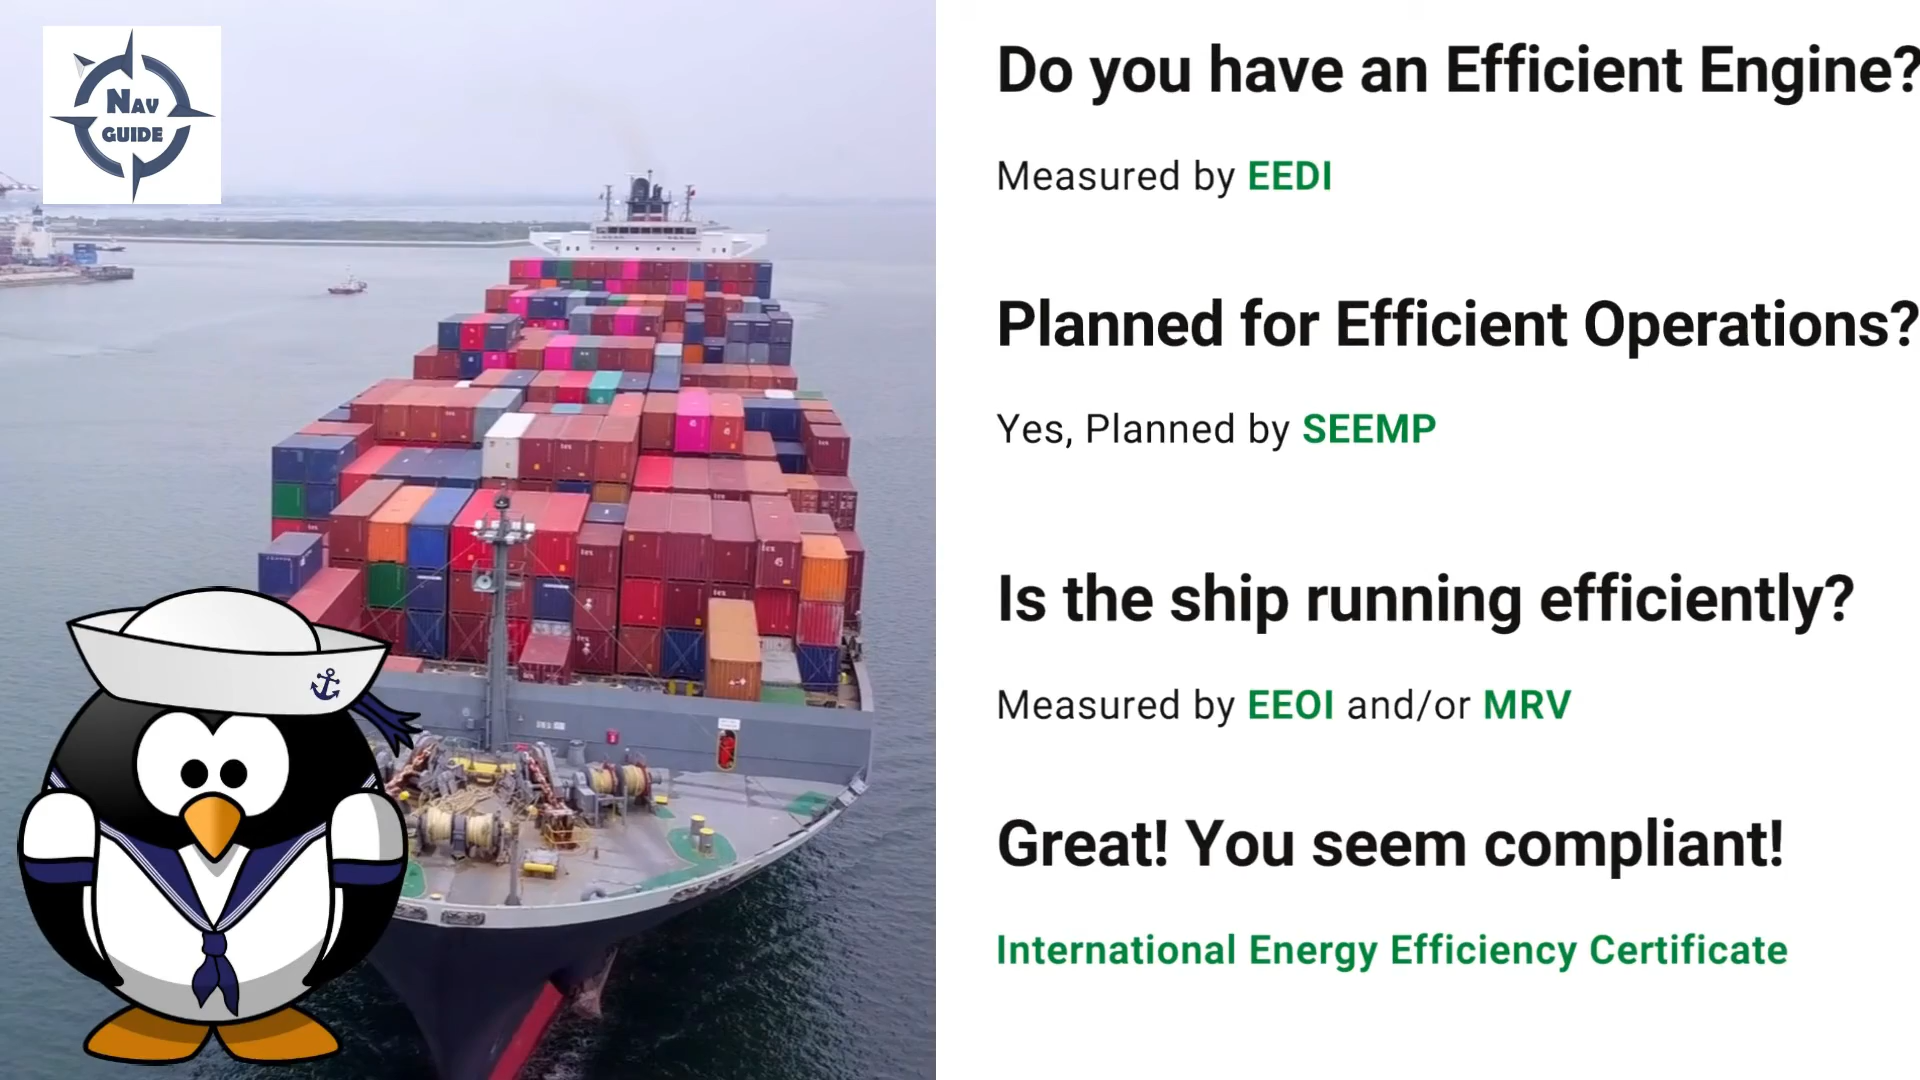 NAV
GUIDE
Do you have an Efficient Engine?
Measured by EEDI
Planned for Efficient Operations?
Yes, Planned by SEEMP
Is the ship running efficiently?
Measured by EEOI and/or MRV
Great! You seem compliant!
International Energy Efficiency Certificate